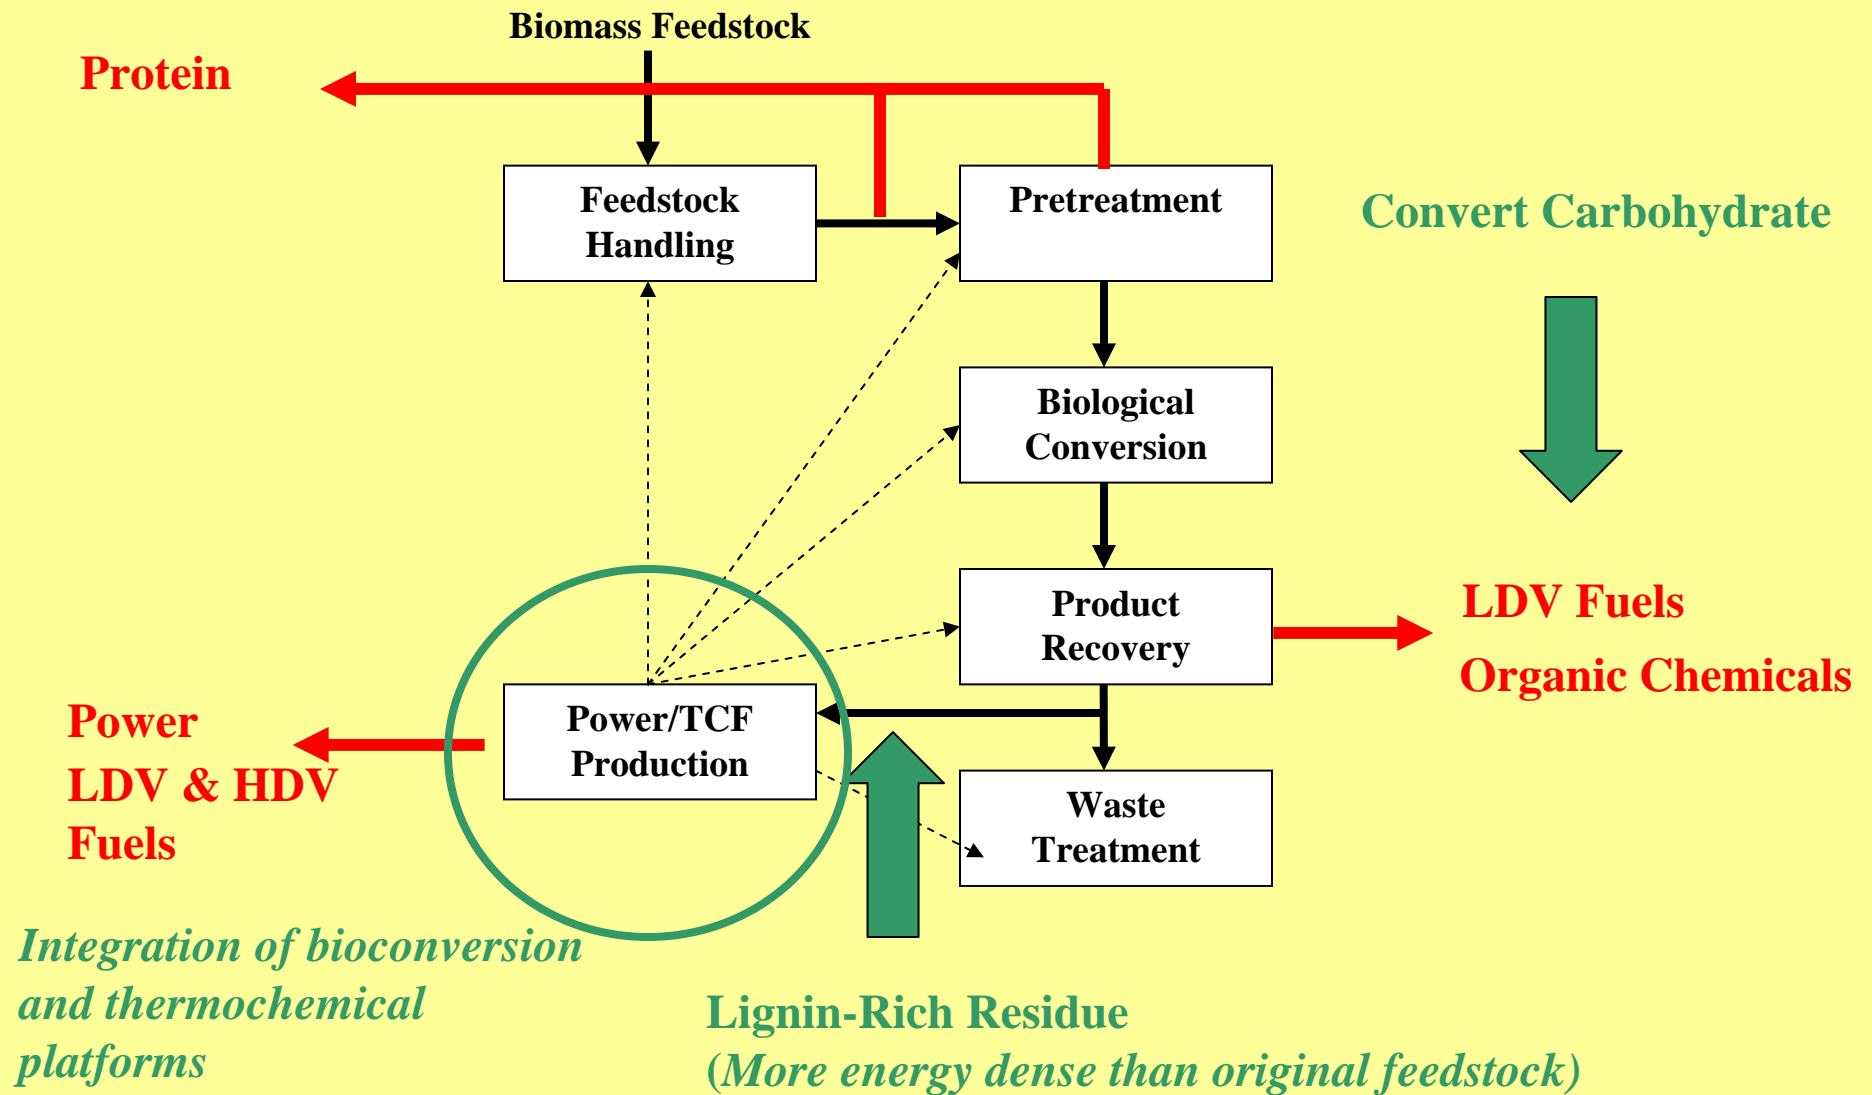 Biomass Feedstock
Protein
Feedstock
Handling
Pretreatment
Convert Carbohydrate
Biological
Conversion
Product
Recovery
LDV Fuels
Organic Chemicals
Power/TCF
Production
Power
LDV & HDV
Fuels
Waste
Treatment
Integration of bioconversion
and thermochemical
platforms
Lignin-Rich Residue
(More energy dense than original feedstock)